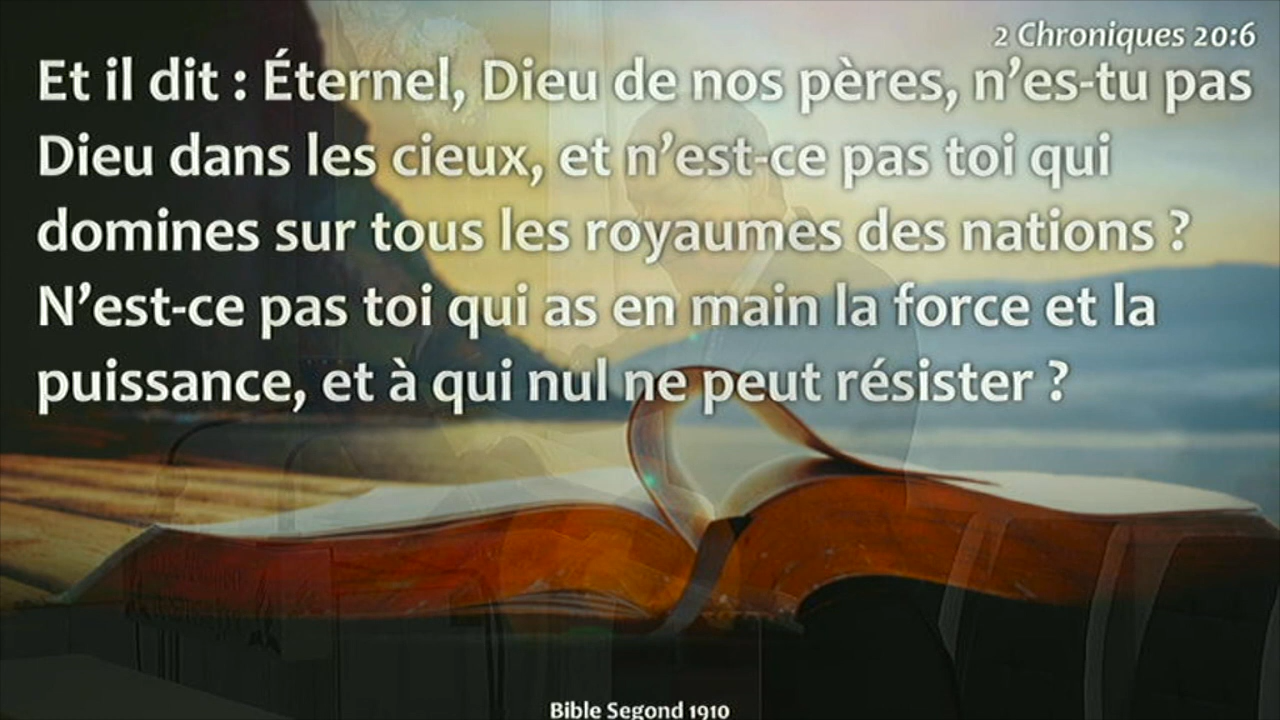 2 Chroniques 20:6
Et il dit : Éternel, Dieu de nos pères, n’es-tu pas
Dieu dans les cieux, et n’est-ce pas toi qui
domines sur tous les royaumes des nations ?
N’est-ce pas toi qui as en main la force et la
puissance, et à qui nul ne peut résister ?
Bible Segond 1910